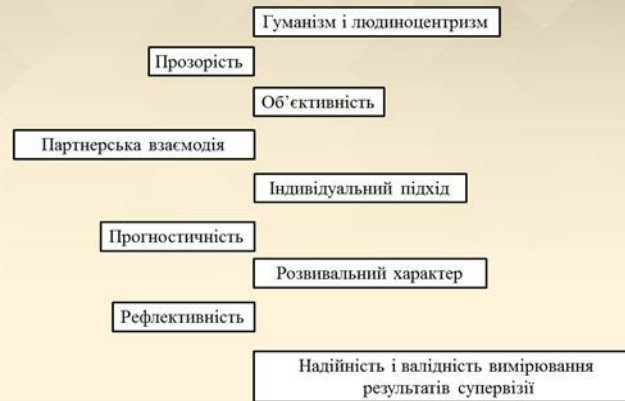 Гуманізм і людиноцентризм
Прозорість
Об’єктивність
Партнерська взаємодія
Індивідуальний підхід
Прогностичність
Розвивальний характер
Рефлективність
Надійність і валідність вимірювання
результатів супервізії